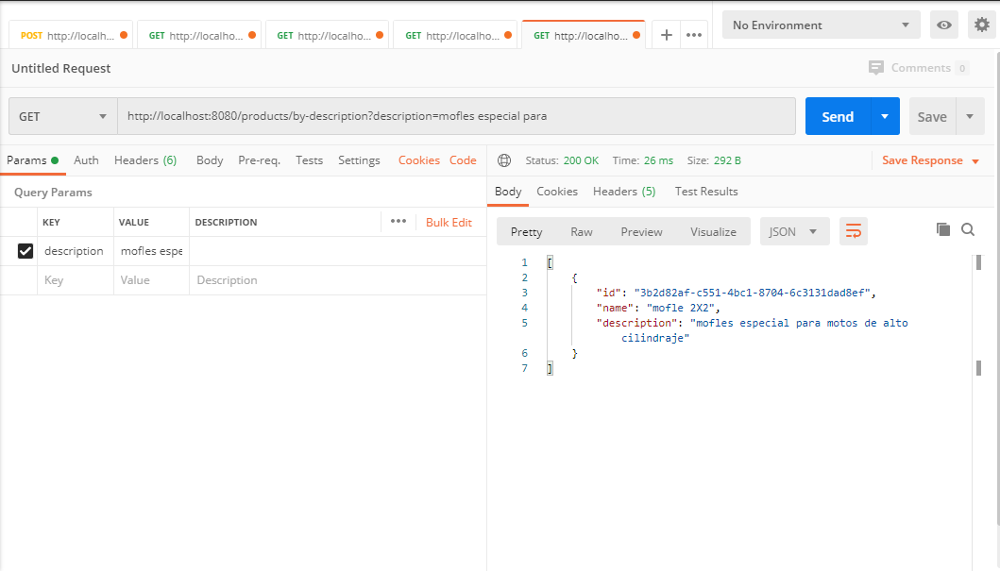 POST http://localh... GET http://localho... GET http://localho... GET http://localho... GET http://localho... + ••• No Environment
Untitled Request Comments 0
GET http://localhost:8080/products/by-description?description=mofles especial para Send Save
Params Auth Headers (6) Body Pre-req. Tests Settings Cookies Code
Query Params
KEY VALUE DESCRIPTION ••• Bulk Edit
description mofles espe
Key Value Description
Status: 200 OK Time: 26 ms Size: 292 B Save Response
Body Cookies Headers (5) Test Results
Pretty Raw Preview Visualize JSON
1 [
2 {
3 "id": "3b2d82af-c551-4bc1-8704-6c3131dad8ef",
4 "name": "mofle 2X2",
5 "description": "mofles especial para motos de alto
cilindraje"
6 }
7 ]